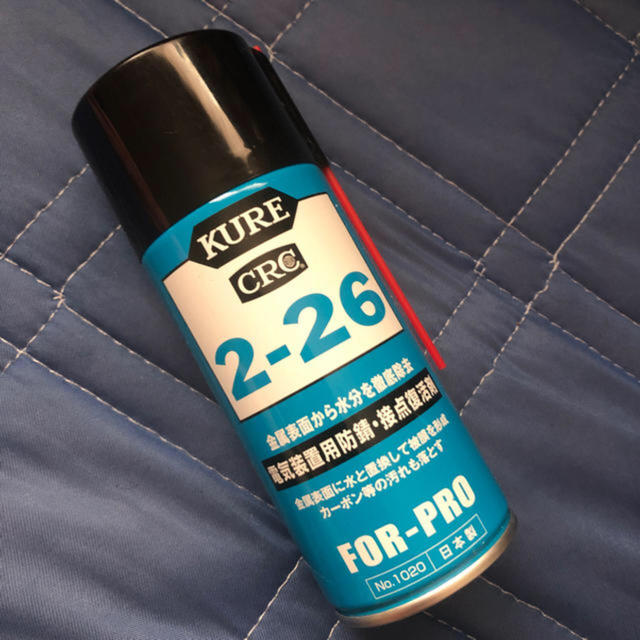 KURE
CRC®
2-26
金属表面から水分を徹底除去
電気装置用防錆・接点復活剤
金属表面に水と置換して被膜を形成
カーボン等の汚れも落とす
FOR-PRO
No.1020 日本製